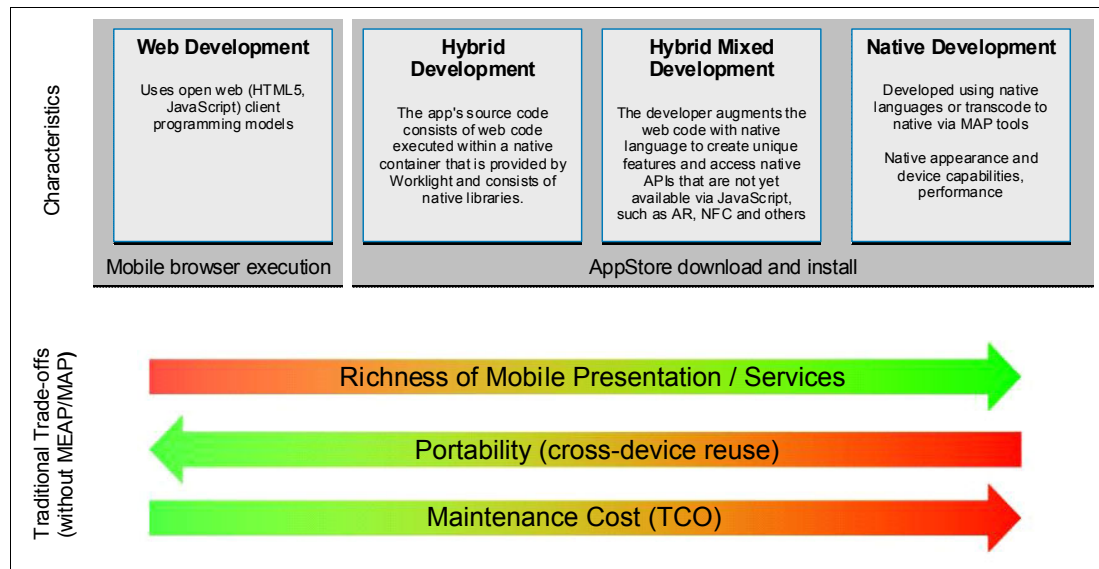 Characteristics
Web Development
Uses open web (HTML5,
JavaScript) client
programming models
Hybrid
Development
The app's source code
consists of web code
executed within a native
container that is provided by
Worklight and consists of
native libraries.
Hybrid Mixed
Development
The developer augments the
web code with native
language to create unique
features and access native
APIs that are not yet
available via JavaScript,
such as AR, NFC and others
Native Development
Developed using native
languages or transcode to
native via MAP tools
Native appearance and
device capabilities,
performance
Mobile browser execution
AppStore download and install
Traditional Trade-offs
(without MEAP/MAP)
Richness of Mobile Presentation / Services
Portability (cross-device reuse)
Maintenance Cost (TCO)